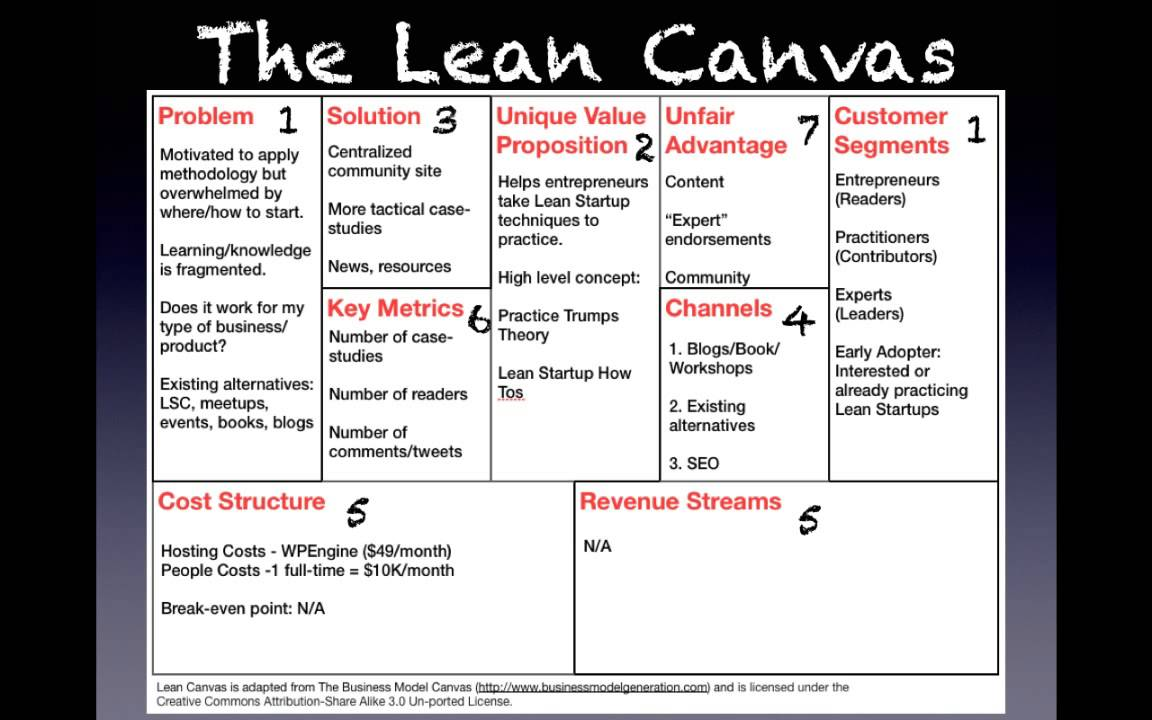 The Lean Canvas
Problem 1
Motivated to apply
methodology but
overwhelmed by
where/how to start.
Learning/knowledge
is fragmented.
Does it work for my
type of business/
product?
Existing alternatives:
LSC, meetups,
events, books, blogs
Solution 3
Centralized
community site
More tactical case-
studies
News, resources
Key Metrics 6
Number of case-
studies
Number of readers
Number of
comments/tweets
Unique Value
Proposition 2
Helps entrepreneurs
take Lean Startup
techniques to
practice.
High level concept:
Practice Trumps
Theory
Lean Startup How
Tos
Unfair
Advantage 7
Content
“Expert”
endorsements
Community
Channels 4
1. Blogs/Book/
Workshops
2. Existing
alternatives
3. SEO
Customer
Segments 1
Entrepreneurs
(Readers)
Practitioners
(Contributors)
Experts
(Leaders)
Early Adopter:
Interested or
already practicing
Lean Startups
Cost Structure 5
Hosting Costs - WPEngine ($49/month)
People Costs -1 full-time = $10K/month
Break-even point: N/A
Revenue Streams 5
N/A
Lean Canvas is adapted from The Business Model Canvas (http://www.businessmodelgeneration.com) and is licensed under the
Creative Commons Attribution-Share Alike 3.0 Un-ported License.